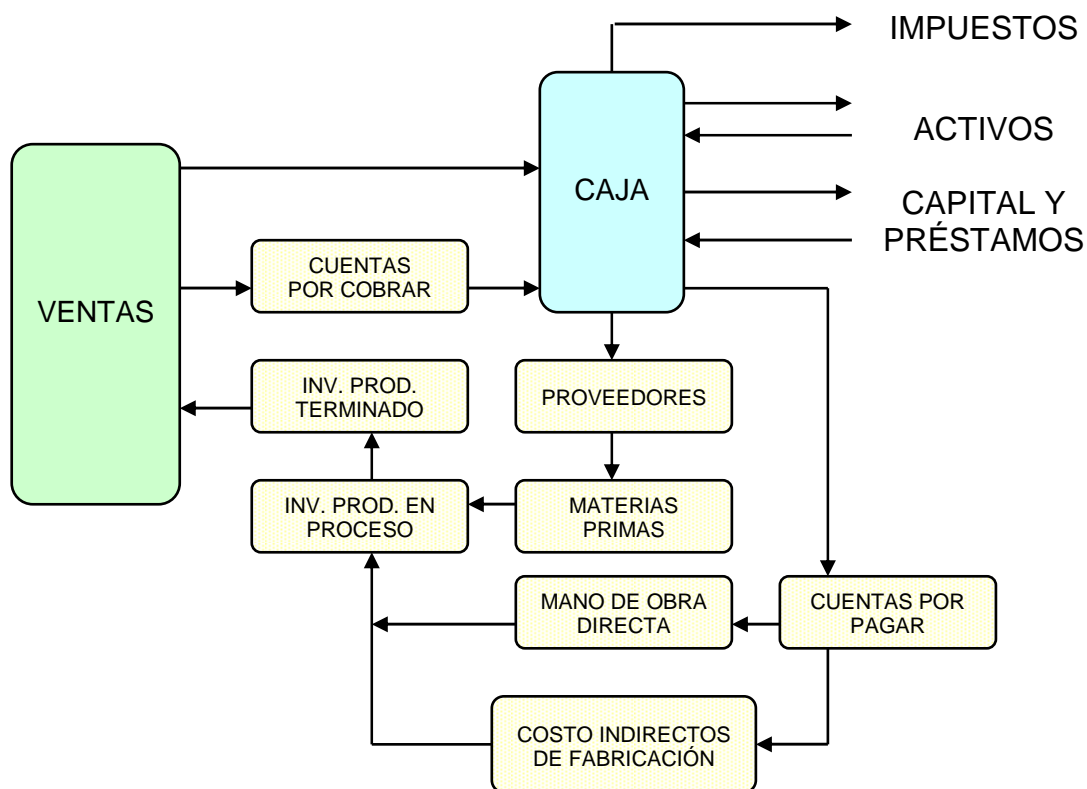 IMPUESTOS
ACTIVOS
CAJA
CAPITAL Y
PRÉSTAMOS
CUENTAS
POR COBRAR
VENTAS
INV. PROD.
TERMINADO
PROVEEDORES
INV. PROD. EN
PROCESO
MATERIAS
PRIMAS
MANO DE OBRA
DIRECTA
CUENTAS POR
PAGAR
COSTO INDIRECTOS
DE FABRICACIÓN